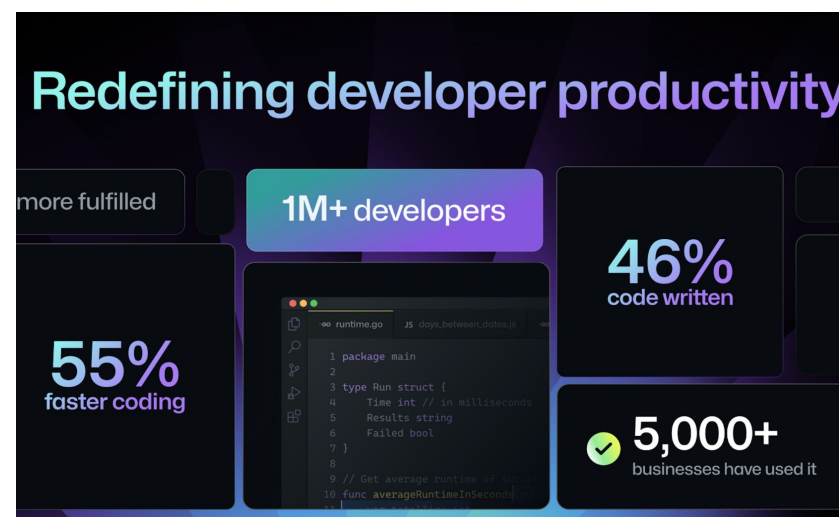 Redefining developer productivity
more fulfilled
1M+ developers
46%
code written
55%
faster coding
runtime.go
JS days_between_dates.js
1 package main
2
3 type Run struct {
4 Time int // in milliseconds
5 Results string
6 Failed bool
7 }
8
9 // Get average runtime of
10 func averageRuntimeInSeconds
11
5,000+
businesses have used it